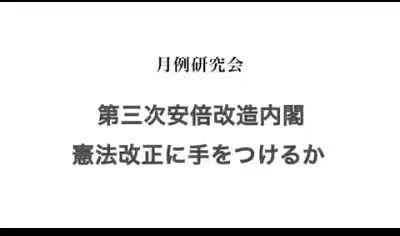 月例研究会
第三次安倍改造内閣
憲法改正に手をつけるか